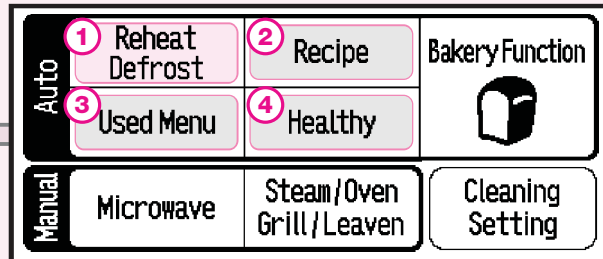 Auto
① Reheat
Defrost
② Recipe
Bakery Function
③ Used Menu
④ Healthy
Manual
Microwave
Steam/Oven
Grill/Leaven
Cleaning
Setting